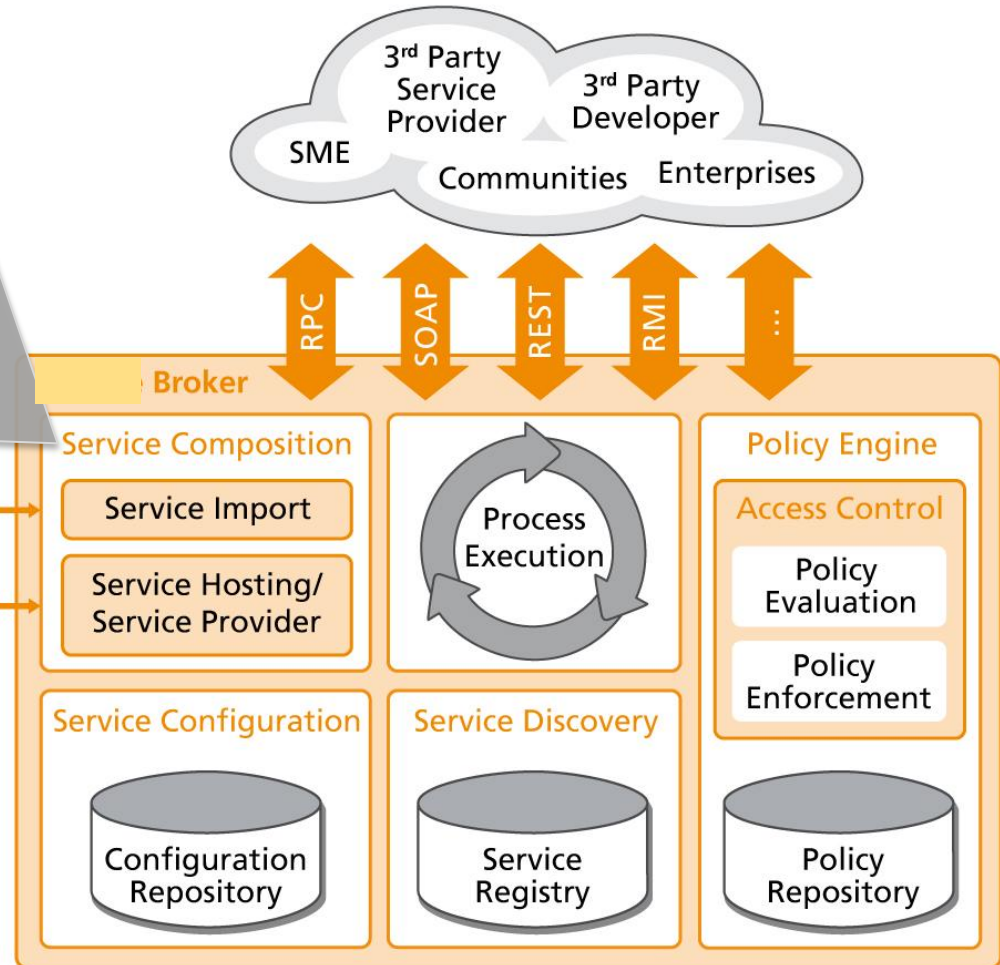 3rd Party
Service
Provider
3rd Party
Developer
SME
Communities
Enterprises
RPC
SOAP
REST
RMI
...
Broker
Service Composition
Service Import
Service Hosting/
Service Provider
Process
Execution
Policy Engine
Access Control
Policy
Evaluation
Policy
Enforcement
Service Configuration
Configuration
Repository
Service Discovery
Service
Registry
Policy
Repository